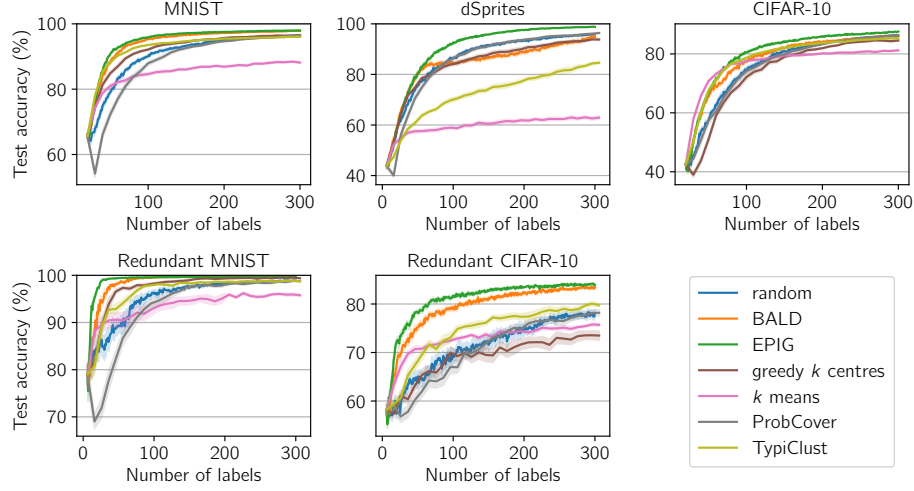 MNIST
dSprites
CIFAR-10
Test accuracy (%)
100
80
60
100
80
60
40
80
60
40
100
200
300
0
100
200
300
100
200
300
Number of labels
Number of labels
Number of labels
Redundant MNIST
Redundant CIFAR-10
Test accuracy (%)
100
90
80
70
80
70
60
0
100
200
300
0
100
200
300
Number of labels
Number of labels
random
BALD
EPIG
greedy k centres
k means
ProbCover
TypiClust